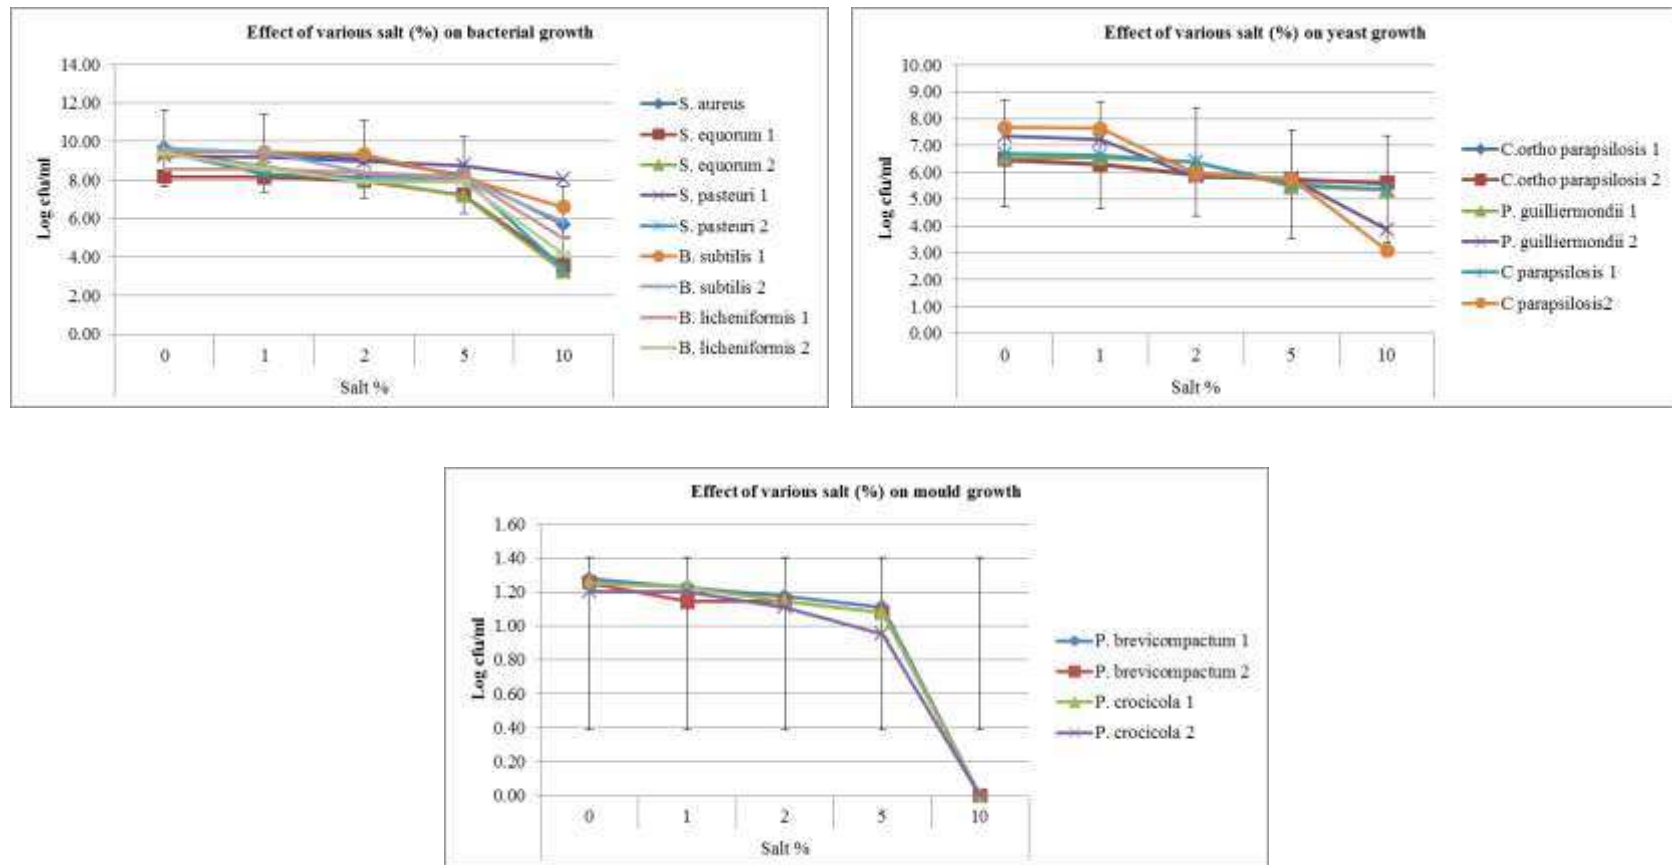 Effect of various salt (%) on bacterial growth
Log cfu/ml
14.00
12.00
10.00
8.00
6.00
4.00
2.00
0.00
0 1 2 5 10
Salt %
S. aureus
S. equorum 1
S. equorum 2
S. pasteuri 1
S. pasteuri 2
B. subtilis 1
B. subtilis 2
B. licheniformis 1
B. licheniformis 2
Effect of various salt (%) on yeast growth
Log cfu/ml
10.00
9.00
8.00
7.00
6.00
5.00
4.00
3.00
2.00
1.00
0.00
0 1 2 5 10
Salt %
C.ortho parapsilosis 1
C.ortho parapsilosis 2
P. guilliermondii 1
P. guilliermondii 2
C parapsilosis 1
C parapsilosis2
Effect of various salt (%) on mould growth
Log cfu/ml
1.60
1.40
1.20
1.00
0.80
0.60
0.40
0.20
0.00
0 1 2 5 10
Salt %
P. brevicompactum 1
P. brevicompactum 2
P. crocicola 1
P. crocicola 2